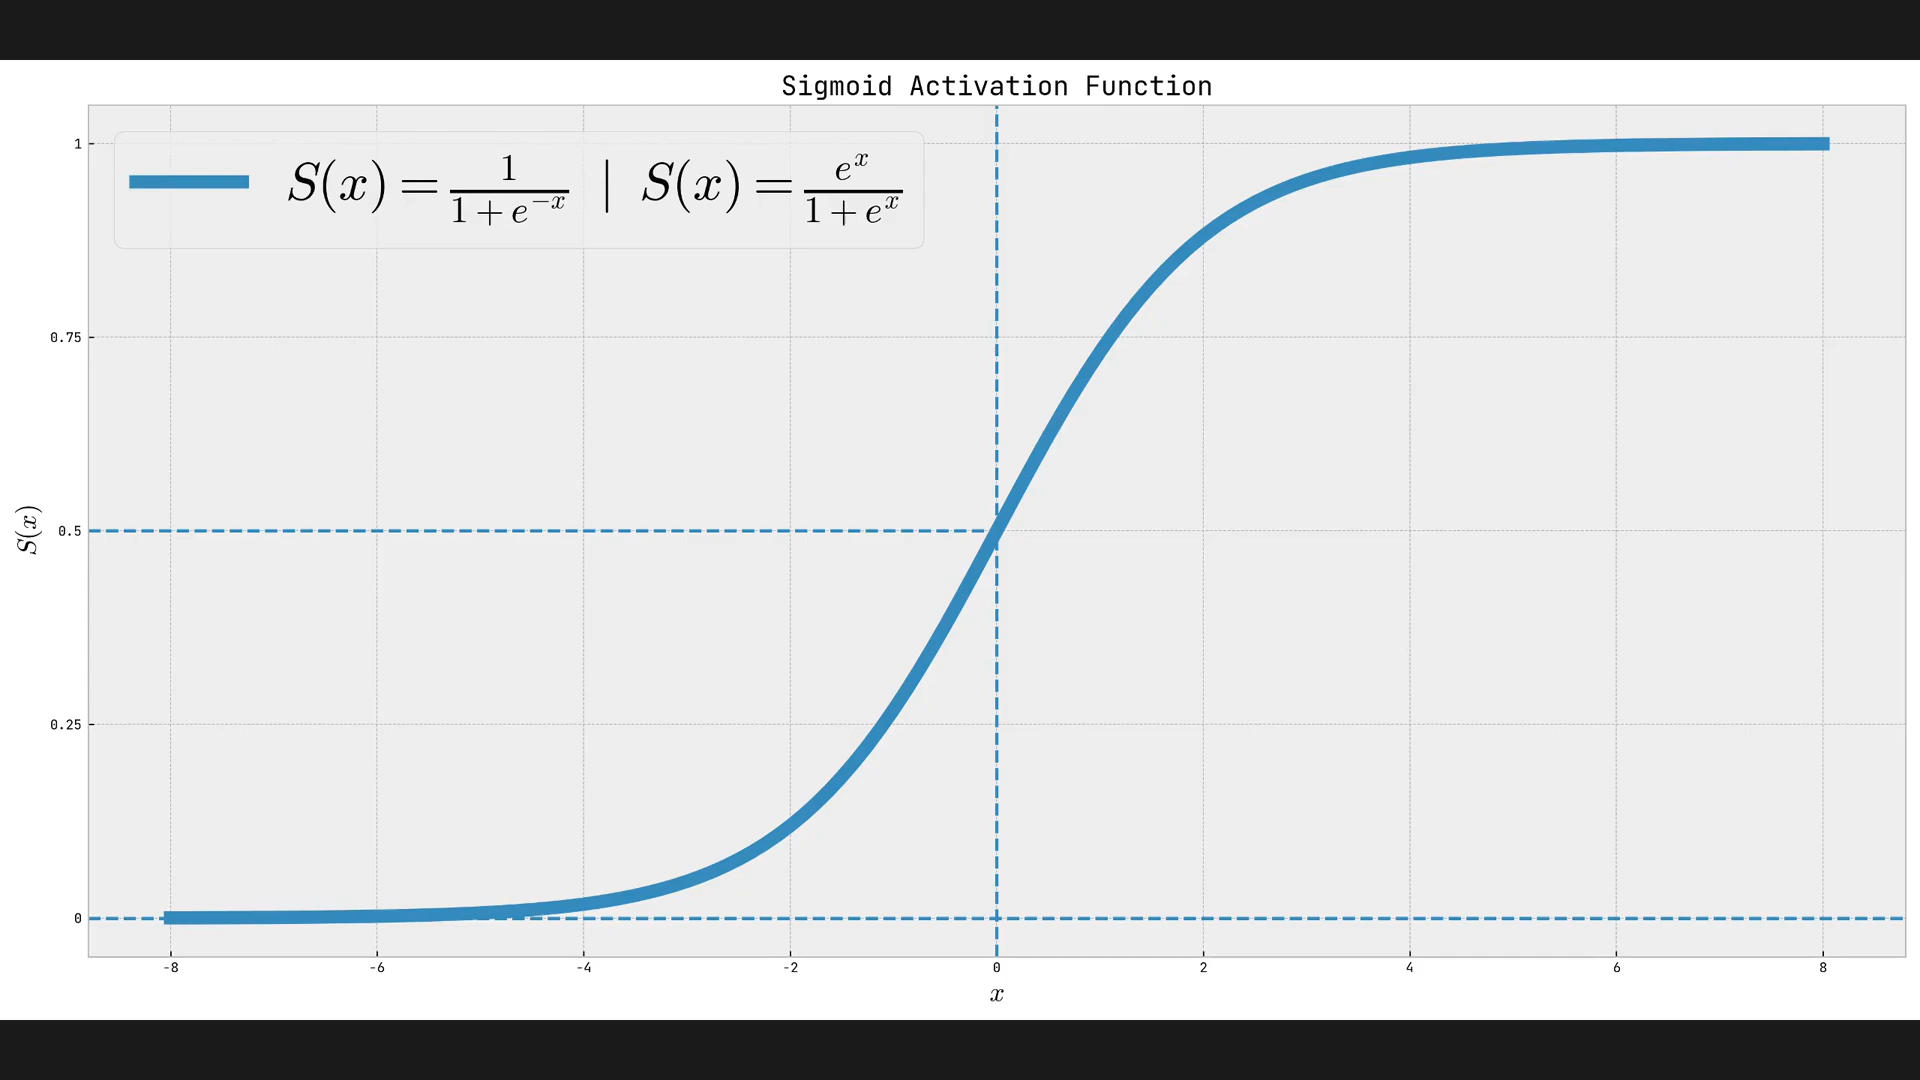 Sigmoid Activation Function
S(x) = 1/(1 + e^{-x}) | S(x) = e^x/(1 + e^x)
1
0.75
0.5
0.25
0
S(x)
-8 -6 -4 -2 0 2 4 6 8
x